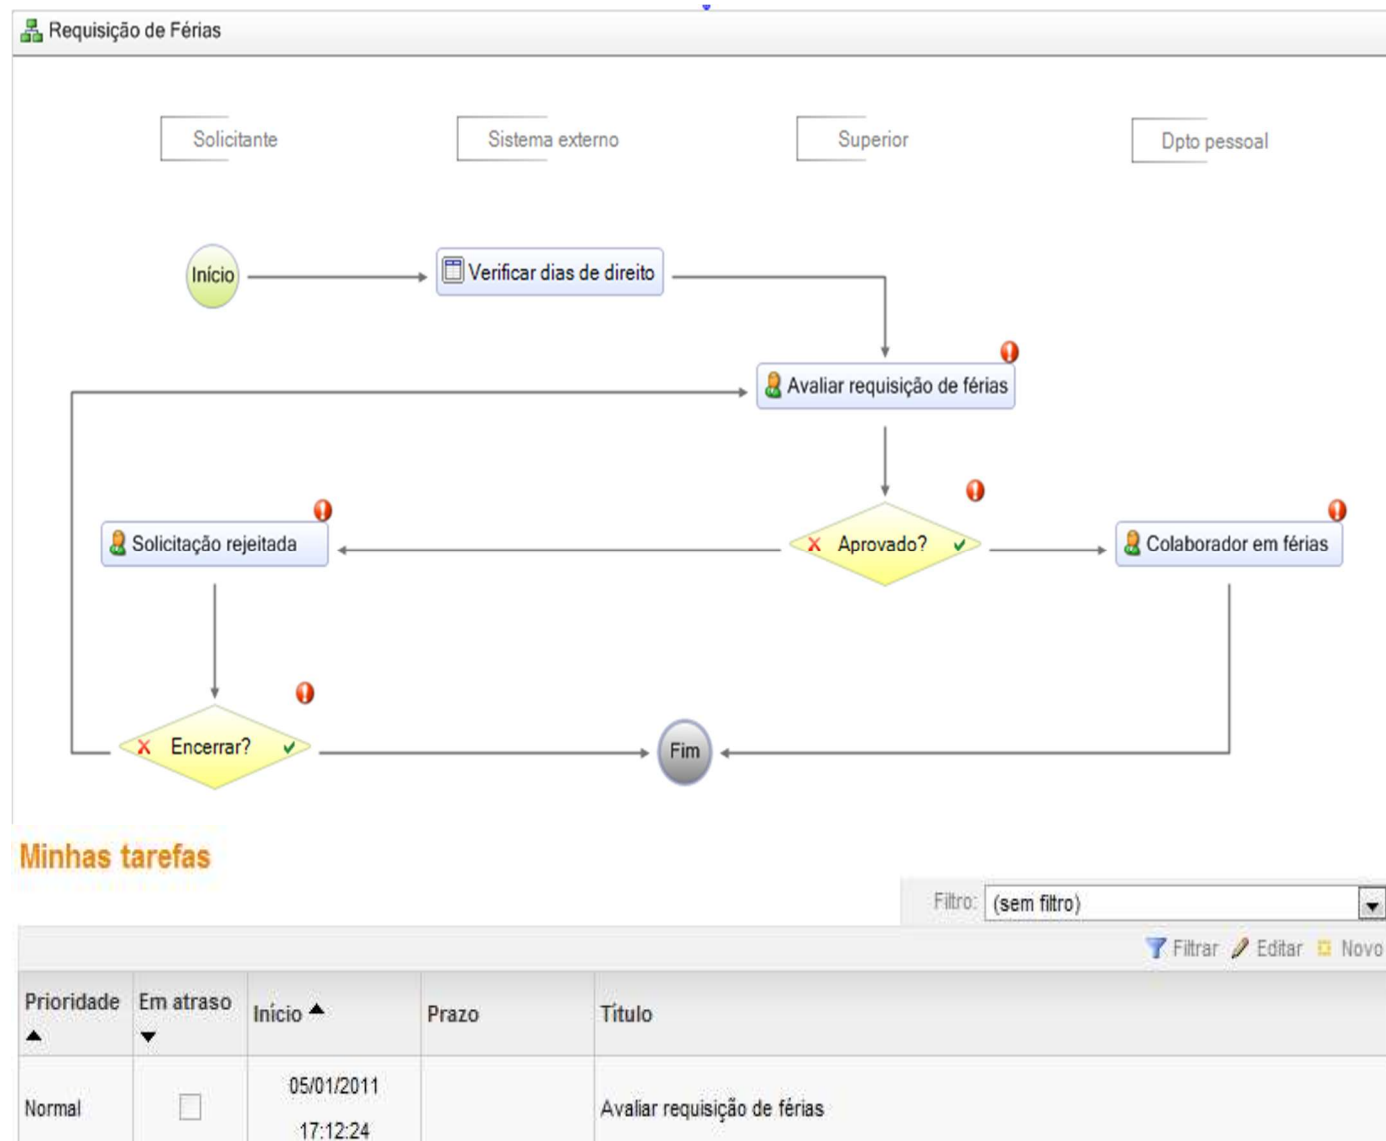 Requisição de Férias
Solicitante
Sistema externo
Superior
Dpto pessoal
Início
Verificar dias de direito
Avaliar requisição de férias
Solicitação rejeitada
Aprovado?
Colaborador em férias
Encerrar?
Fim
Minhas tarefas
Filtro: (sem filtro)
Filtrar Editar Novo
Prioridade Em atraso Início Prazo Título
Normal 05/01/2011 17:12:24 Avaliar requisição de férias